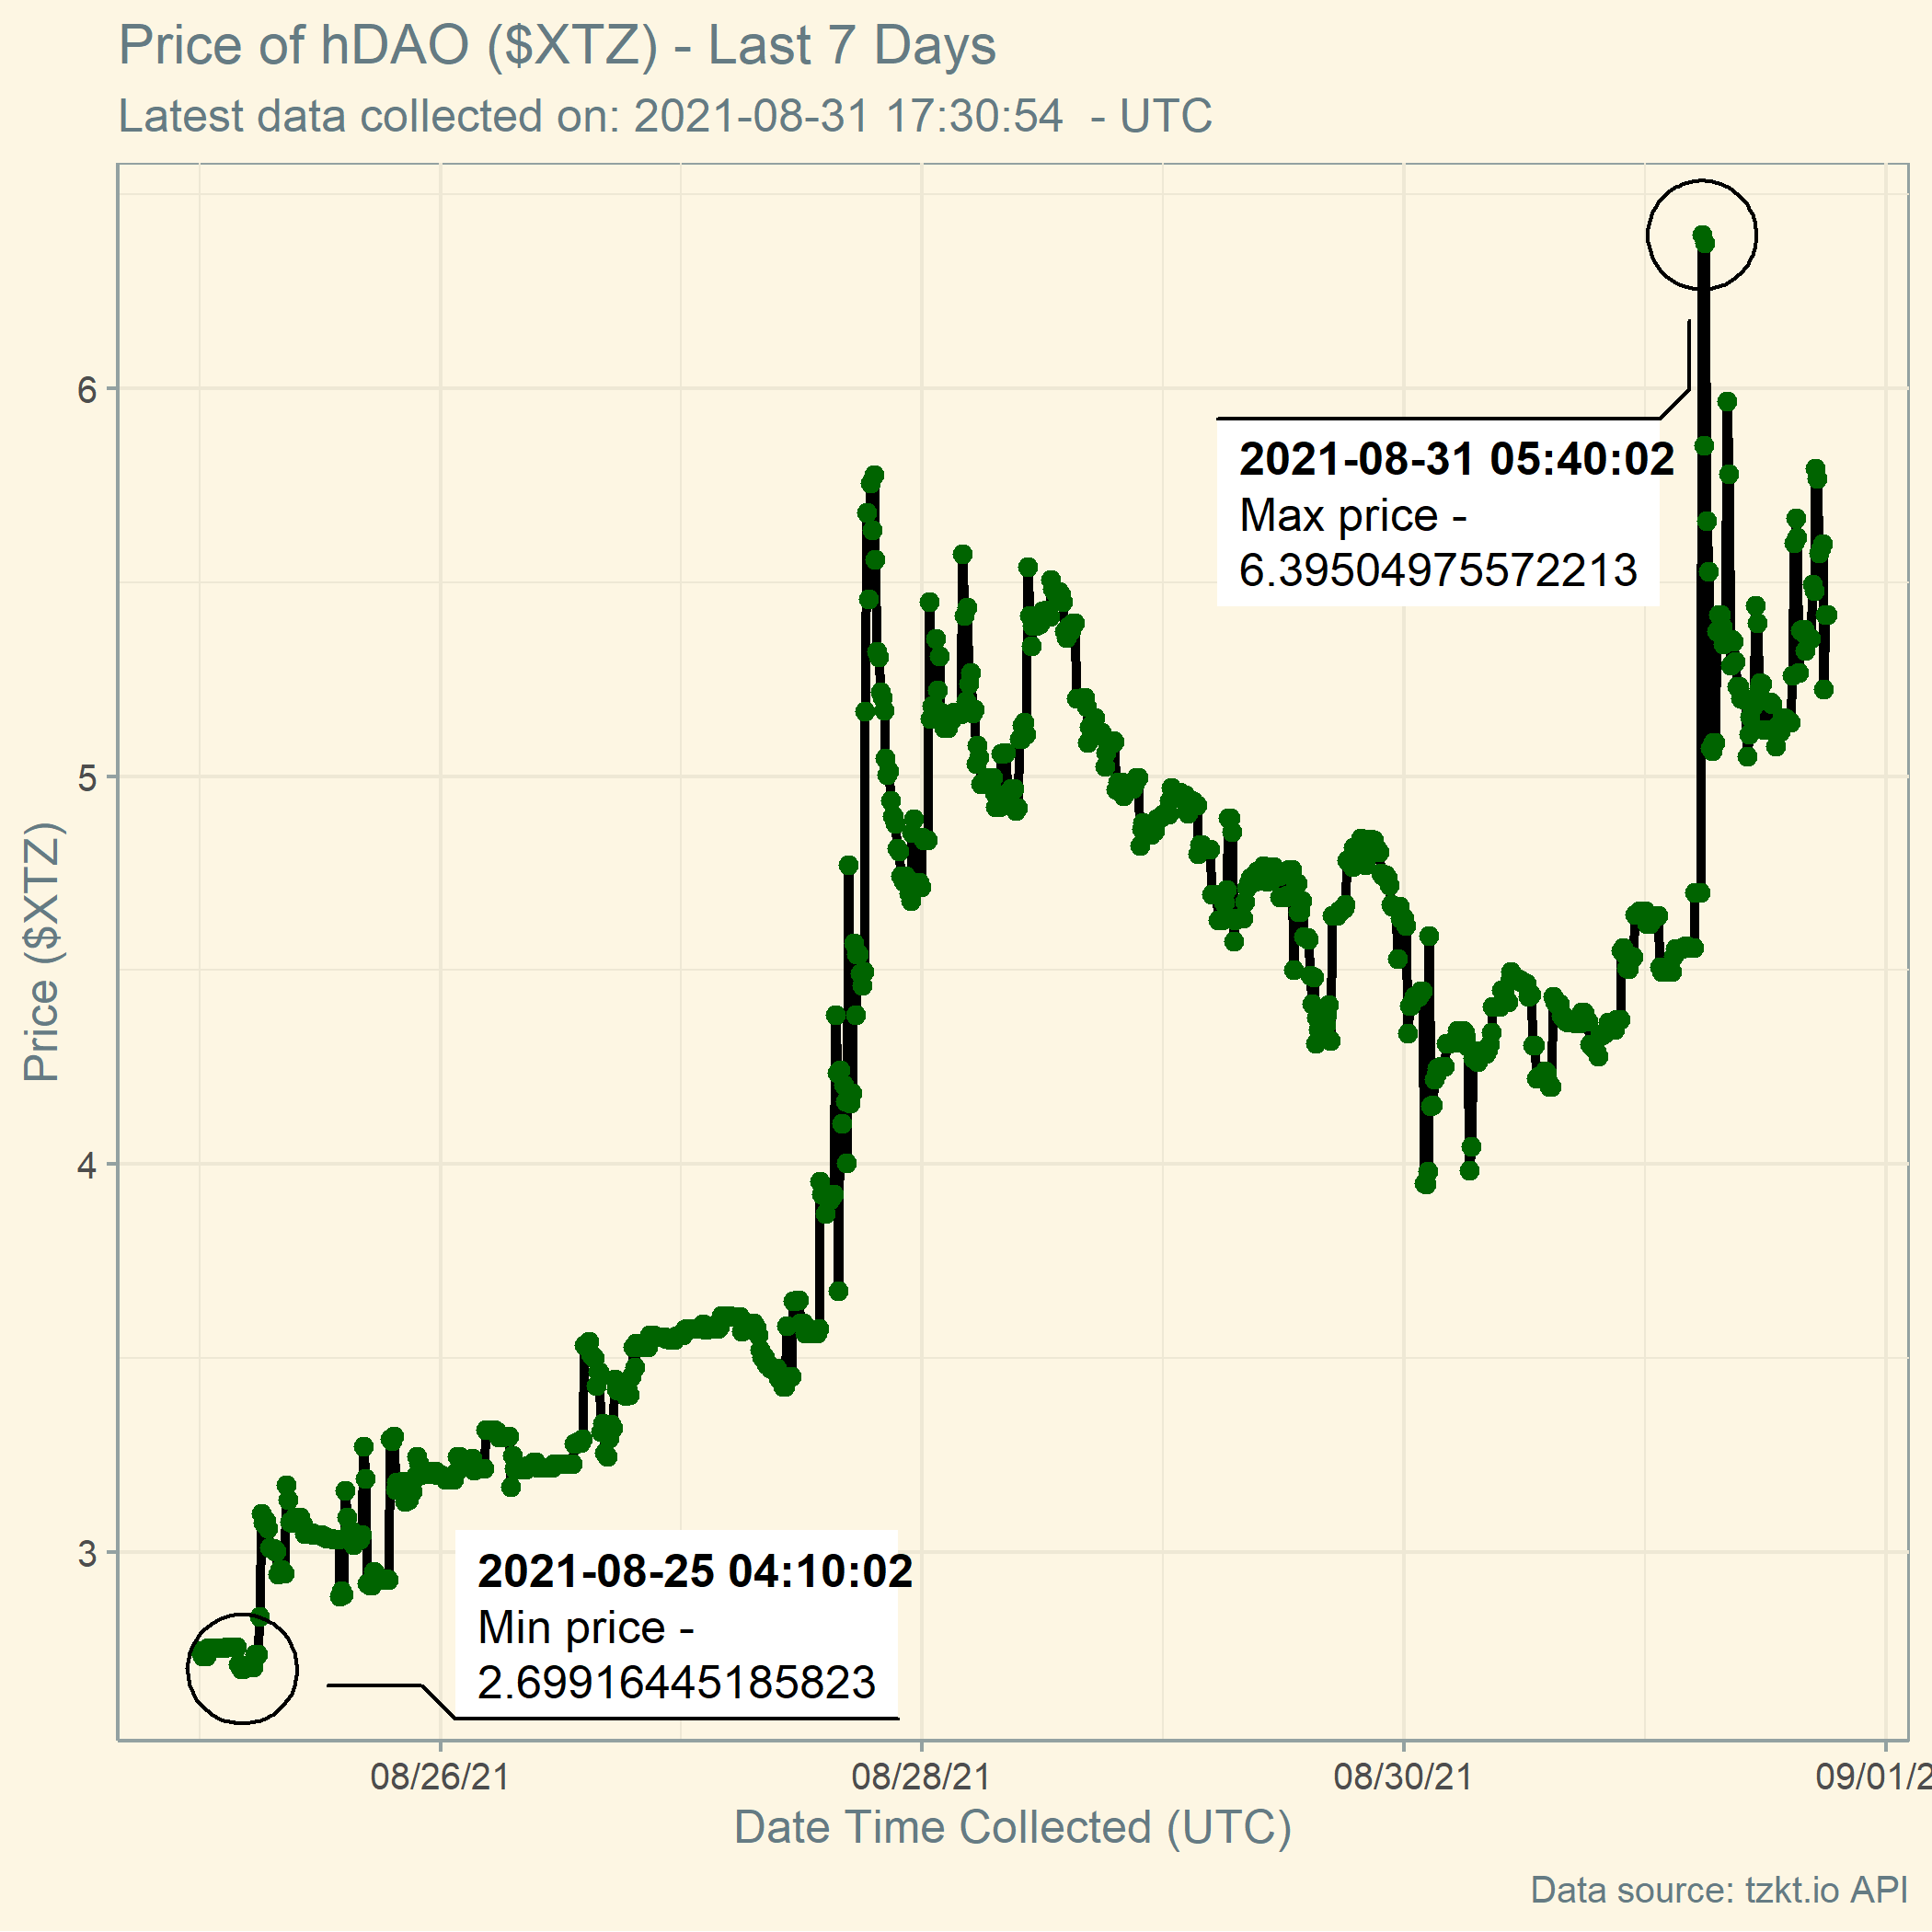 Price of hDAO ($XTZ) - Last 7 Days
Latest data collected on: 2021-08-31 17:30:54  - UTC
Price ($XTZ)
6
5
4
3
2021-08-31 05:40:02
Max price -
6.39504975572213
2021-08-25 04:10:02
Min price -
2.69916445185823
08/26/21
08/28/21
08/30/21
09/01/2
Date Time Collected (UTC)
Data source: tzkt.io API